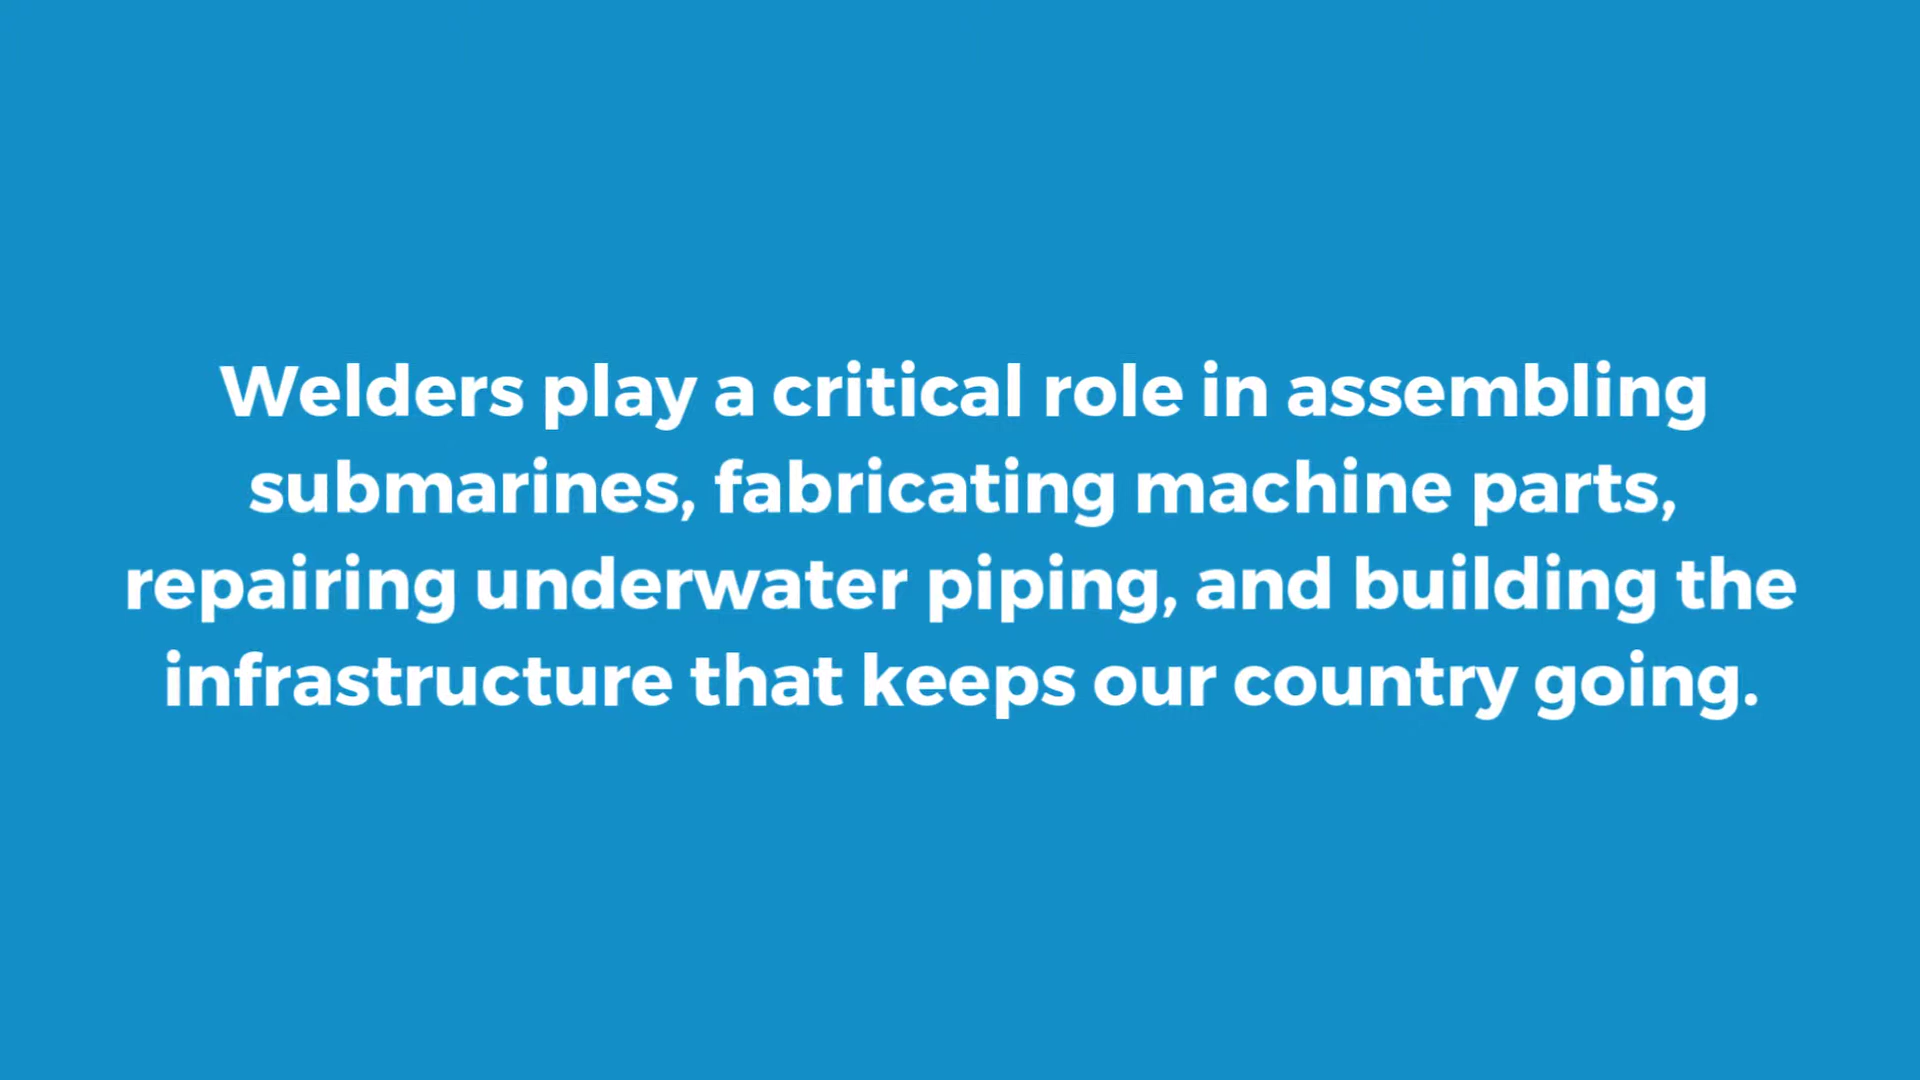 Welders play a critical role in assembling
submarines, fabricating machine parts,
repairing underwater piping, and building the
infrastructure that keeps our country going.